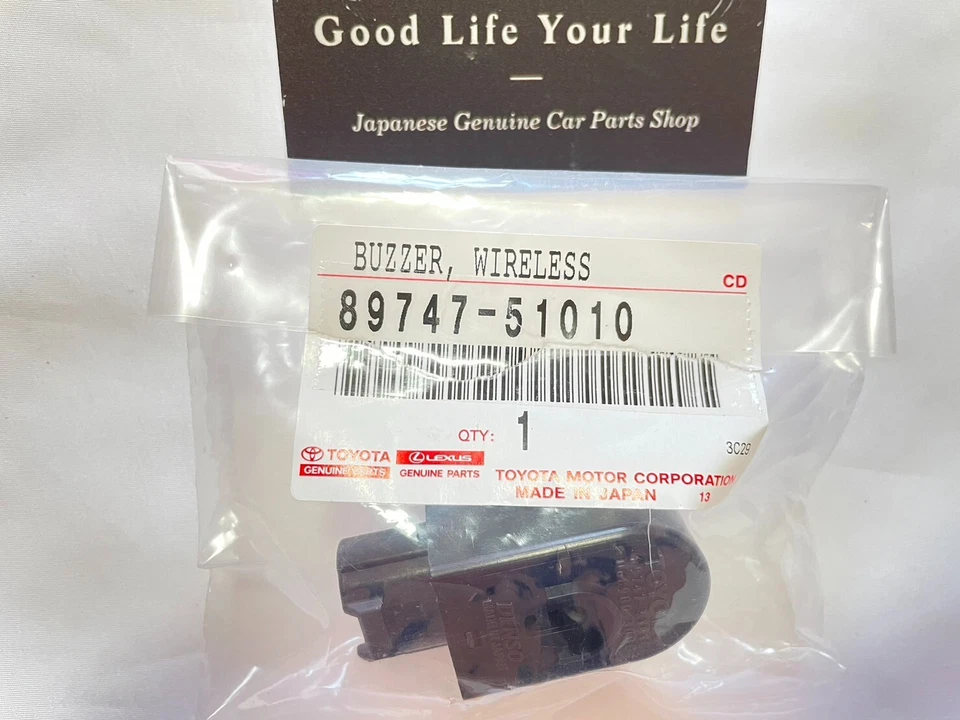 Good Life Your Life
Japanese Genuine Car Parts Shop
BUZZER, WIRELESS
CD
89747-51010
QTY: 1
3C29
TOYOTA
GENUINE PARTS
LEXUS
GENUINE PARTS
TOYOTA MOTOR CORPORATION
MADE IN JAPAN 13